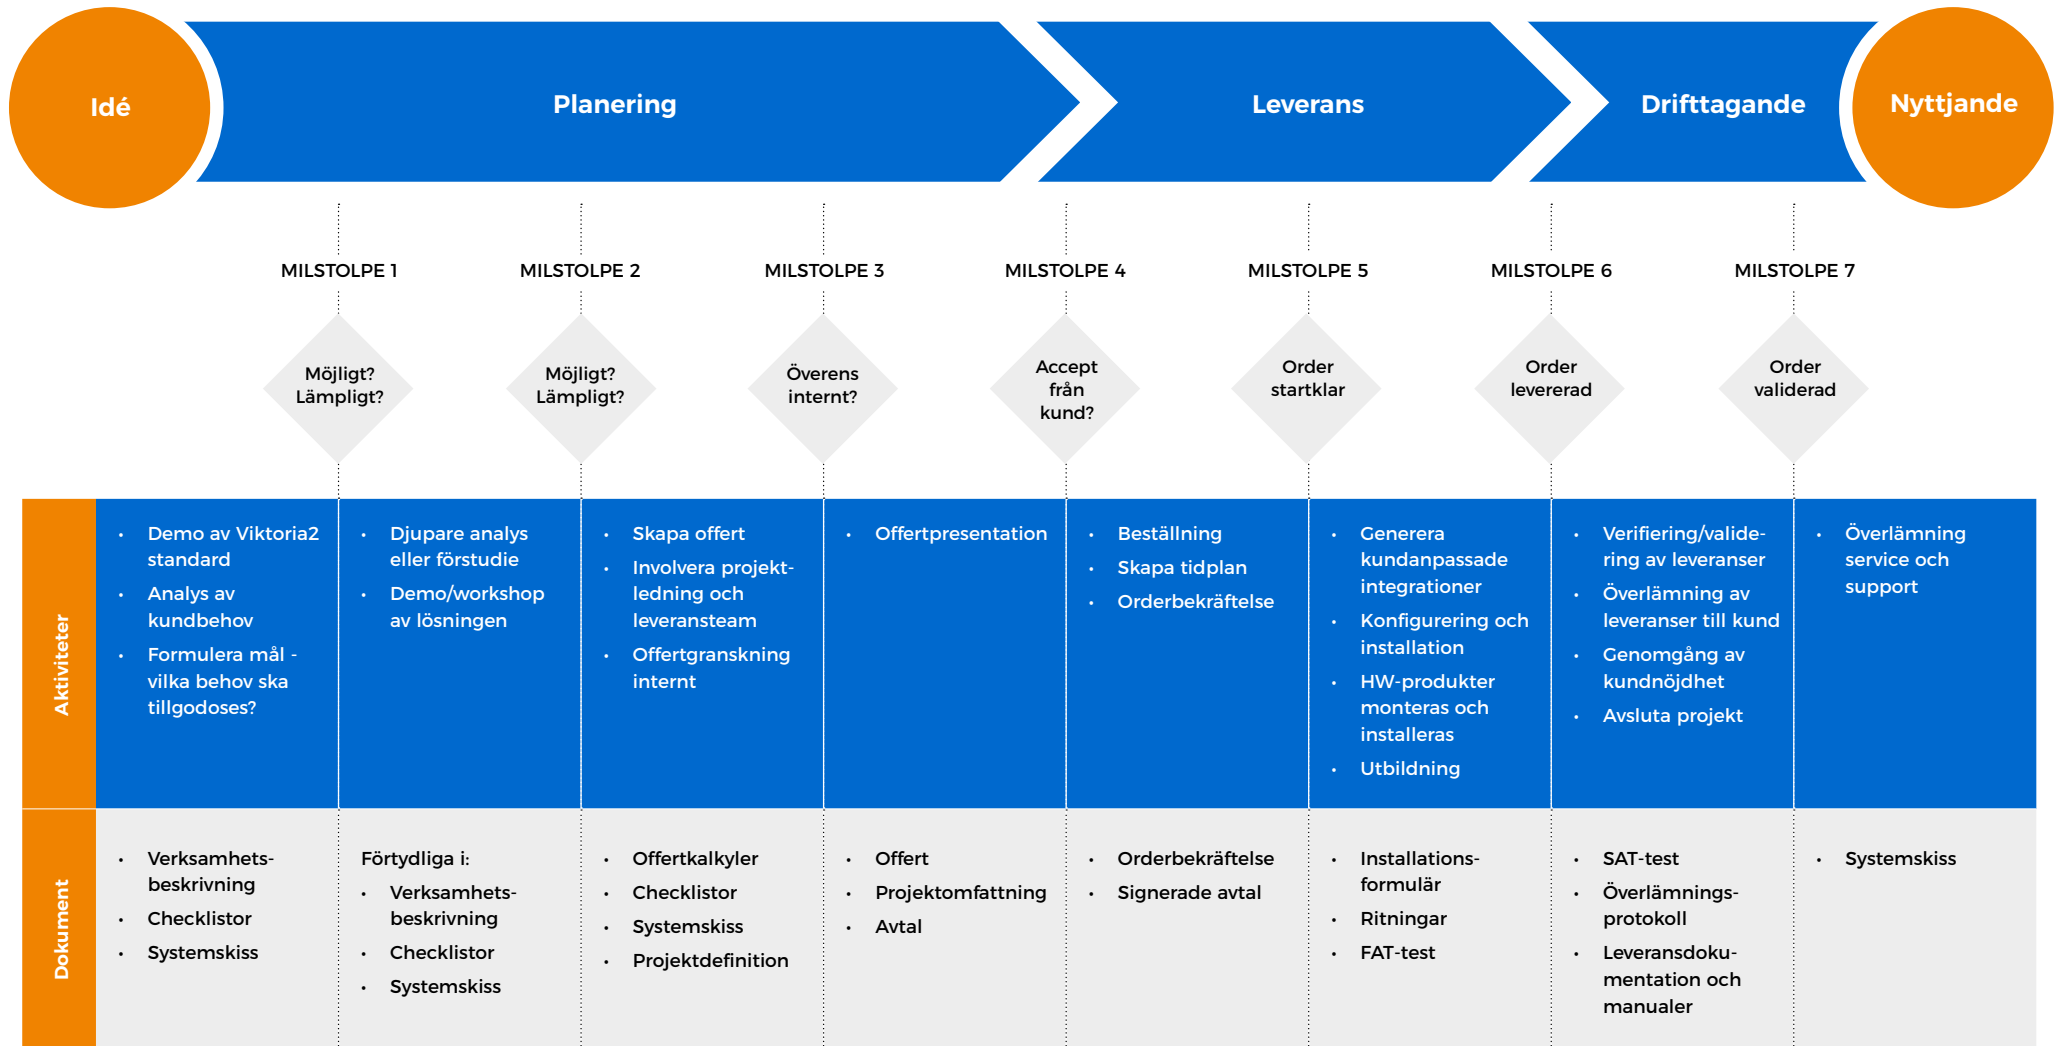 Idé
Planering
Leverans
Drifttagande
Nyttjande
MILSTOLPE 1
MILSTOLPE 2
MILSTOLPE 3
MILSTOLPE 4
MILSTOLPE 5
MILSTOLPE 6
MILSTOLPE 7
Möjligt?
Lämpligt?
Möjligt?
Lämpligt?
Överens
internt?
Accept
från
kund?
Order
startklar
Order
levererad
Order
validerad
Aktiviteter
• Demo av Viktoria2
standard
• Analys av
kundbehov
• Formulera mål -
vilka behov ska
tillgodoses?
• Djupare analys
eller förstudie
• Demo/workshop
av lösningen
• Skapa offert
• Involvera projekt-
ledning och
leveransteam
• Offertgranskning
internt
• Offertpresentation
• Beställning
• Skapa tidplan
• Orderbekräftelse
• Generera
kundanpassade
integrationer
• Konfigurering och
installation
• HW-produkter
monteras och
installeras
• Utbildning
• Verifiering/valide-
ring av leveranser
• Överlämning av
leveranser till kund
• Genomgång av
kundnöjdhet
• Avsluta projekt
• Överlämning
service och
support
Dokument
• Verksamhets-
beskrivning
• Checklistor
• Systemskiss
Förtydliga i:
• Verksamhets-
beskrivning
• Checklistor
• Systemskiss
• Offertkalkyler
• Checklistor
• Systemskiss
• Projektdefinition
• Offert
• Projektomfattning
• Avtal
• Orderbekräftelse
• Signerade avtal
• Installations-
formulär
• Ritningar
• FAT-test
• SAT-test
• Överlämnings-
protokoll
• Leveransdoku-
mentation och
manualer
• Systemskiss